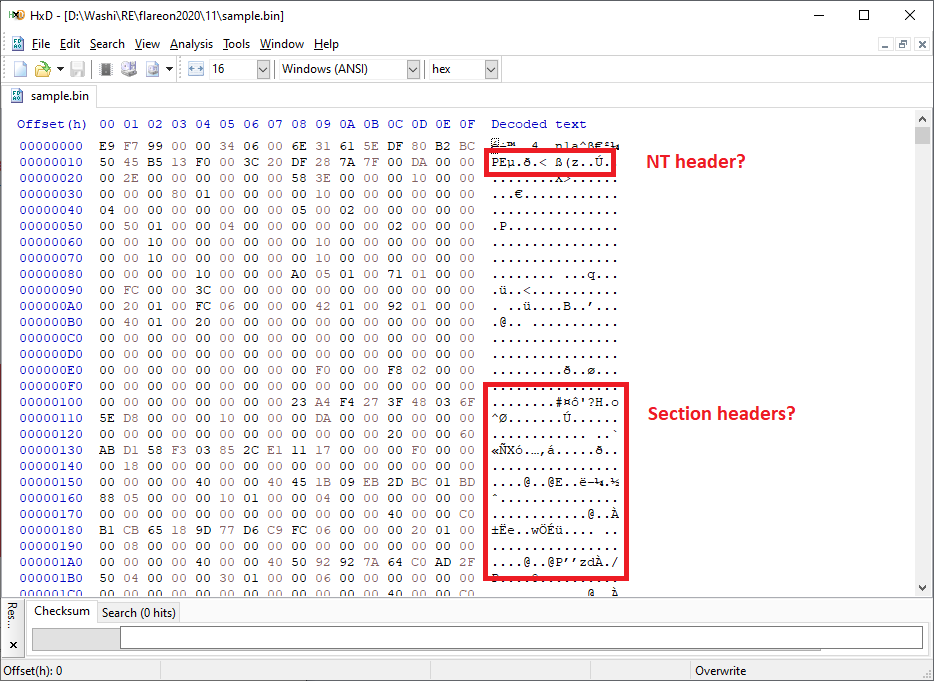 HxD - [D:\Washi\RE\flareon2020\11\sample.bin]
File Edit Search View Analysis Tools Window Help
16 Windows (ANSI) hex
sample.bin
Offset(h) 00 01 02 03 04 05 06 07 08 09 0A 0B 0C 0D 0E 0F Decoded text
00000000 E9 F7 99 00 00 34 06 00 6E 31 61 5E DF 80 B2 BC é÷™..4..n1a^߀²¼
00000010 50 45 B5 13 F0 00 3C 20 DF 28 7A 7F 00 DA 00 00 PEµ.ð.< ß(z..Ú..
NT header?
00000020 00 2E 00 00 00 00 00 00 58 3E 00 00 00 10 00 00 ........X>......
00000030 00 00 00 80 01 00 00 00 00 10 00 00 00 02 00 00 ...€............
00000040 04 00 00 00 00 00 00 00 05 00 02 00 00 00 00 00 ................
00000050 00 50 01 00 00 04 00 00 00 00 00 00 02 00 00 00 .P..............
00000060 00 00 10 00 00 00 00 00 00 10 00 00 00 00 00 00 ................
00000070 00 00 10 00 00 00 00 00 00 10 00 00 00 00 00 00 ................
00000080 00 00 00 00 10 00 00 00 A0 05 01 00 71 01 00 00 ........ ...q...
00000090 00 FC 00 00 3C 00 00 00 00 00 00 00 00 00 00 00 .ü..<...........
000000A0 00 20 01 00 FC 06 00 00 00 42 01 00 92 01 00 00 . ..ü....B..’...
000000B0 00 40 01 00 20 00 00 00 00 00 00 00 00 00 00 00 .@.. ...........
000000C0 00 00 00 00 00 00 00 00 00 00 00 00 00 00 00 00 ................
000000D0 00 00 00 00 00 00 00 00 00 00 00 00 00 00 00 00 ................
000000E0 00 00 00 00 00 00 00 00 00 F0 00 00 F8 02 00 00 .........ð..ø...
000000F0 00 00 00 00 00 00 00 00 00 00 00 00 00 00 00 00 ................
00000100 00 00 00 00 00 00 00 00 23 A4 F4 27 3F 48 03 6F ........#¤ô'?H.o
Section headers?
00000110 5E D8 00 00 00 10 00 00 00 DA 00 00 00 00 00 00 ^Ø.......Ú......
00000120 00 00 00 00 00 00 00 00 00 00 00 00 20 00 00 60 ............ ..`
00000130 AB D1 58 F3 03 85 2C E1 11 17 00 00 00 F0 00 00 «ÑXó.…,á.....ð..
00000140 00 18 00 00 00 00 00 00 00 00 00 00 00 00 00 00 ................
00000150 00 00 00 00 40 00 00 40 45 1B 09 EB 2D BC 01 BD ....@..@E..ë-¼.½
00000160 88 05 00 00 00 10 01 00 00 04 00 00 00 00 00 00 ˆ...............
00000170 00 00 00 00 00 00 00 00 00 00 00 00 40 00 00 C0 ............@..À
00000180 B1 CB 65 18 9D 77 D6 C9 FC 06 00 00 00 20 01 00 ±Ëe..wÖÉü.... ..
00000190 00 08 00 00 00 00 00 00 00 00 00 00 00 00 00 00 ................
000001A0 00 00 00 00 40 00 00 40 50 92 92 7A 64 C0 AD 2F ....@..@P’’zdÀ./
000001B0 50 04 00 00 00 30 01 00 00 06 00 00 00 00 00 00 P....0..........
000001C0 00 00 00 00 00 00 00 00 00 00 00 00 40 00 00 C0 ............@..À
Res...
Checksum Search (0 hits)
Offset(h): 0 Overwrite